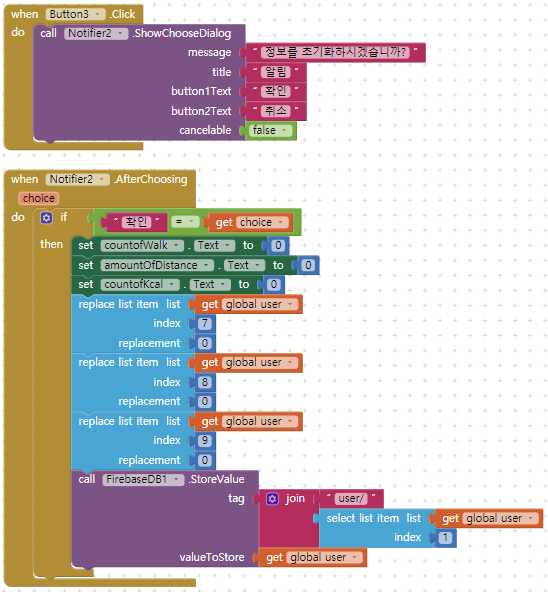 when Button3 .Click
do call Notifier2 .ShowChooseDialog
message " 정보를 초기화하시겠습니까? "
title " 알림 "
button1Text " 확인 "
button2Text " 취소 "
cancelable false
when Notifier2 .AfterChoosing
choice
do if " 확인 " = get choice
then set countofWalk . Text to 0
set amountOfDistance . Text to 0
set countofKcal . Text to 0
replace list item list get global user
index 7
replacement 0
replace list item list get global user
index 8
replacement 0
replace list item list get global user
index 9
replacement 0
call FirebaseDB1 .StoreValue
tag join " user/ "
select list item list get global user
index 1
valueToStore get global user